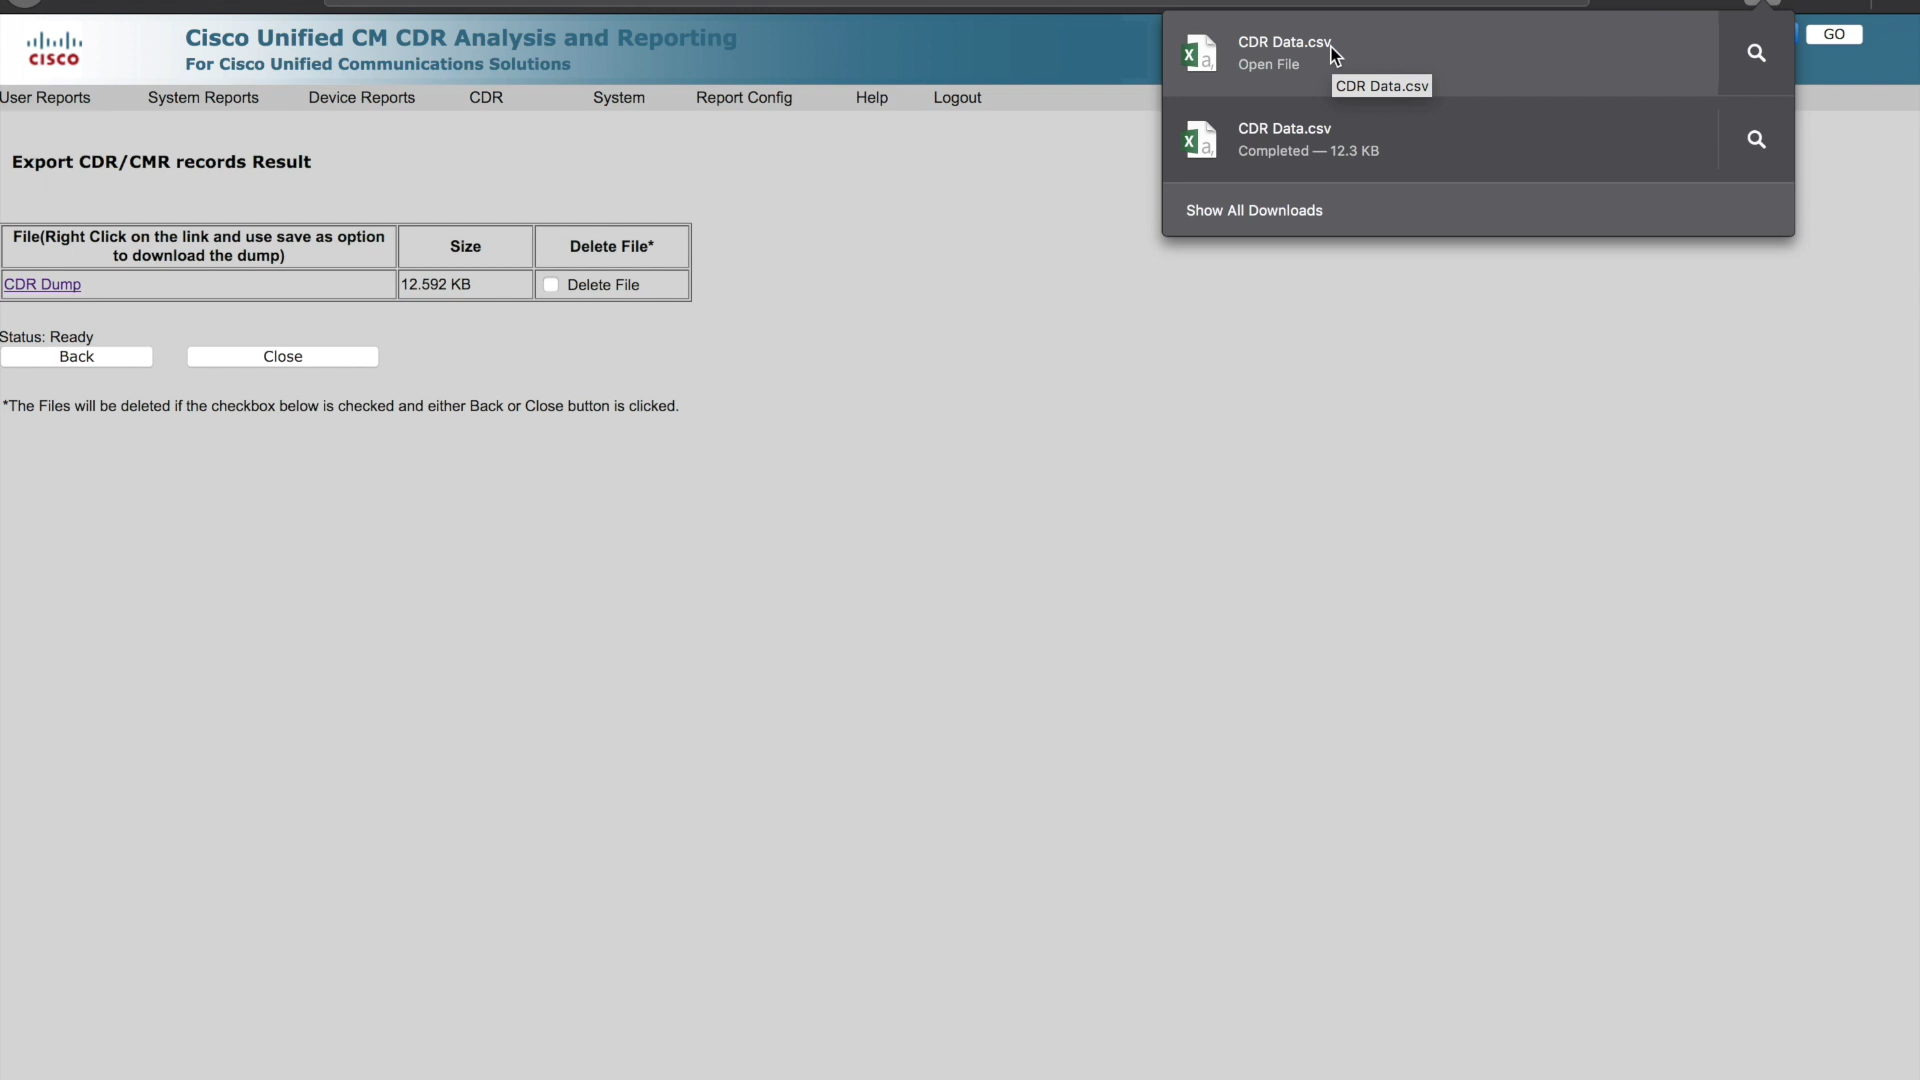 CISCO
Cisco Unified CM CDR Analysis and Reporting
For Cisco Unified Communications Solutions
GO
User Reports System Reports Device Reports CDR System Report Config Help Logout
CDR Data.csv
Open File
CDR Data.csv
CDR Data.csv
Completed — 12.3 KB
Show All Downloads
Export CDR/CMR records Result
File(Right Click on the link and use save as option
to download the dump)
Size
Delete File*
CDR Dump
12.592 KB
Delete File
Status: Ready
Back
Close
*The Files will be deleted if the checkbox below is checked and either Back or Close button is clicked.